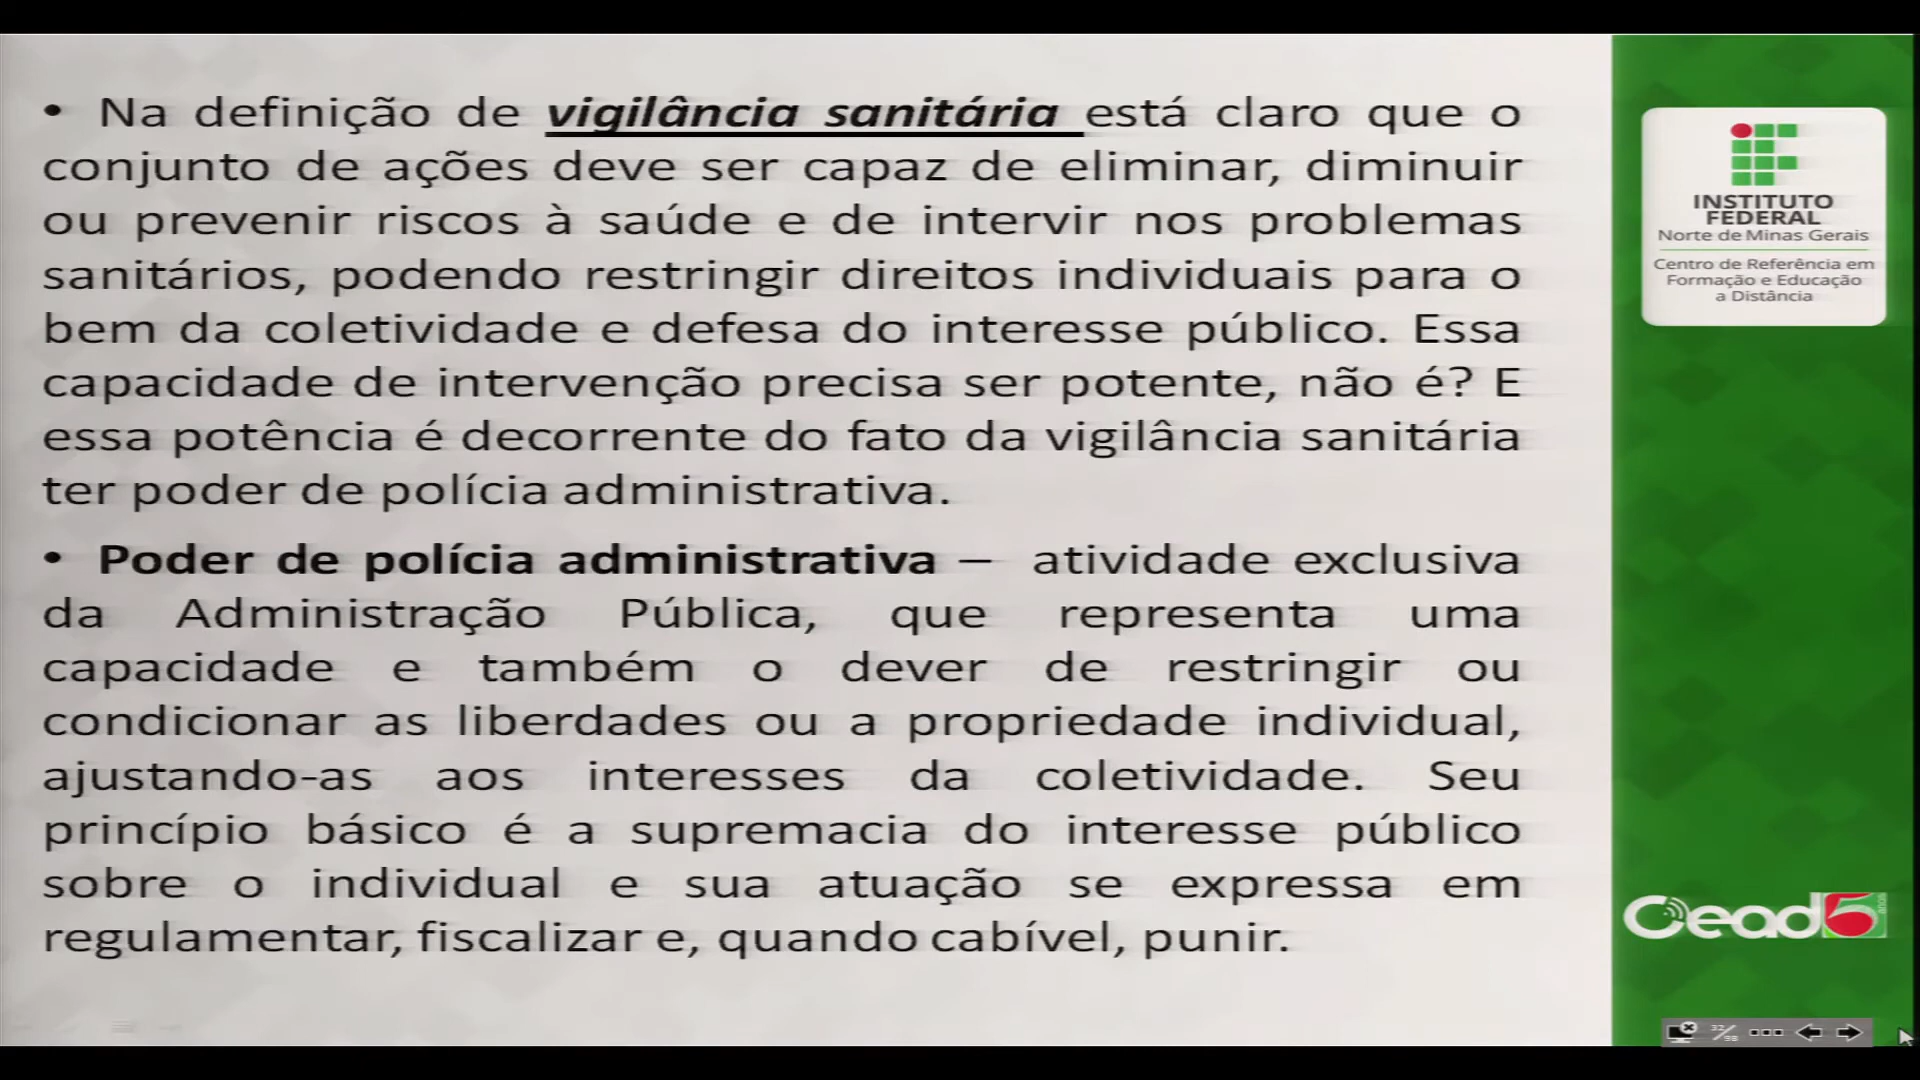 • Na definição de vigilância sanitária está claro que o
conjunto de ações deve ser capaz de eliminar, diminuir
ou prevenir riscos à saúde e de intervir nos problemas
sanitários, podendo restringir direitos individuais para o
bem da coletividade e defesa do interesse público. Essa
capacidade de intervenção precisa ser potente, não é? E
essa potência é decorrente do fato da vigilância sanitária
ter poder de polícia administrativa.
• Poder de polícia administrativa – atividade exclusiva
da Administração Pública, que representa uma
capacidade e também o dever de restringir ou
condicionar as liberdades ou a propriedade individual,
ajustando-as aos interesses da coletividade. Seu
princípio básico é a supremacia do interesse público
sobre o individual e sua atuação se expressa em
regulamentar, fiscalizar e, quando cabível, punir.
INSTITUTO
FEDERAL
Norte de Minas Gerais
Centro de Referência em
Formação e Educação
a Distância
Cead 5 anos
32/98